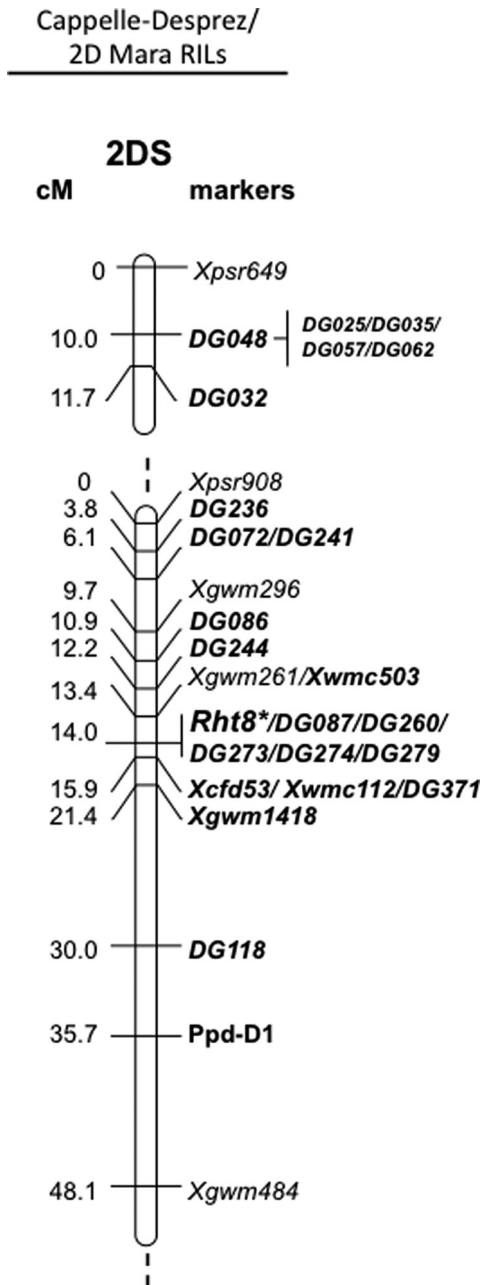 Cappelle-Desprez/
2D Mara RILs
2DS
cM markers
0 Xpsr649
10.0 DG048 DG025/DG035/
DG057/DG062
11.7 DG032
0 Xpsr908
3.8 DG236
6.1 DG072/DG241
9.7 Xgwm296
10.9 DG086
12.2 DG244
13.4 Xgwm261/Xwmc503
14.0 Rht8*/DG087/DG260/
DG273/DG274/DG279
15.9 Xcfd53/ Xwmc112/DG371
21.4 Xgwm1418
30.0 DG118
35.7 Ppd-D1
48.1 Xgwm484